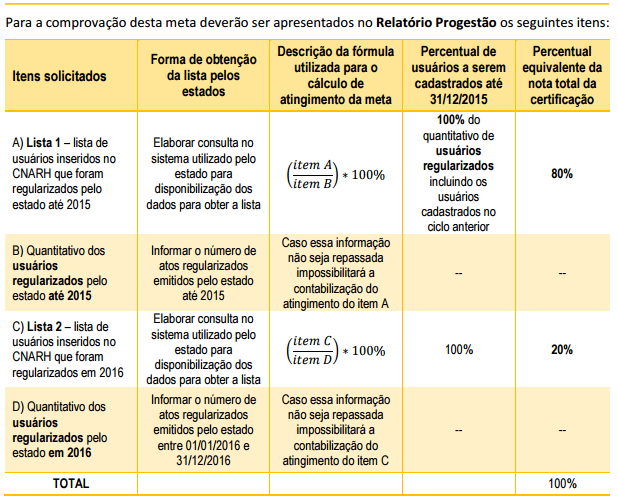 Para a comprovação desta meta deverão ser apresentados no Relatório Progestão os seguintes itens:
Itens solicitados
Forma de obtenção
da lista pelos
estados
Descrição da fórmula
utilizada para o
cálculo de
atingimento da meta
Percentual de
usuários a serem
cadastrados até
31/12/2015
Percentual
equivalente da
nota total da
certificação
A) Lista 1 – lista de
usuários inseridos no
CNARH que foram
regularizados pelo
estado até 2015
Elaborar consulta no
sistema utilizado pelo
estado para
disponibilização dos
dados para obter a lista
(item A / item B) * 100%
100% do
quantitativo de
usuários
regularizados
incluindo os
usuários
cadastrados no
ciclo anterior
80%
B) Quantitativo dos
usuários
regularizados pelo
estado até 2015
Informar o número de
atos regularizados
emitidos pelo estado
até 2015
Caso essa informação
não seja repassada
impossibilitará a
contabilização do
atingimento do item A
--
--
C) Lista 2 – lista de
usuários inseridos no
CNARH que foram
regularizados em 2016
Elaborar consulta no
sistema utilizado pelo
estado para
disponibilização dos
dados para obter a lista
(item C / item D) * 100%
100%
20%
D) Quantitativo dos
usuários
regularizados pelo
estado em 2016
Informar o número de
atos regularizados
emitidos pelo estado
entre 01/01/2016 e
31/12/2016
Caso essa informação
não seja repassada
impossibilitará a
contabilização do
atingimento do item C
--
--
TOTAL
100%